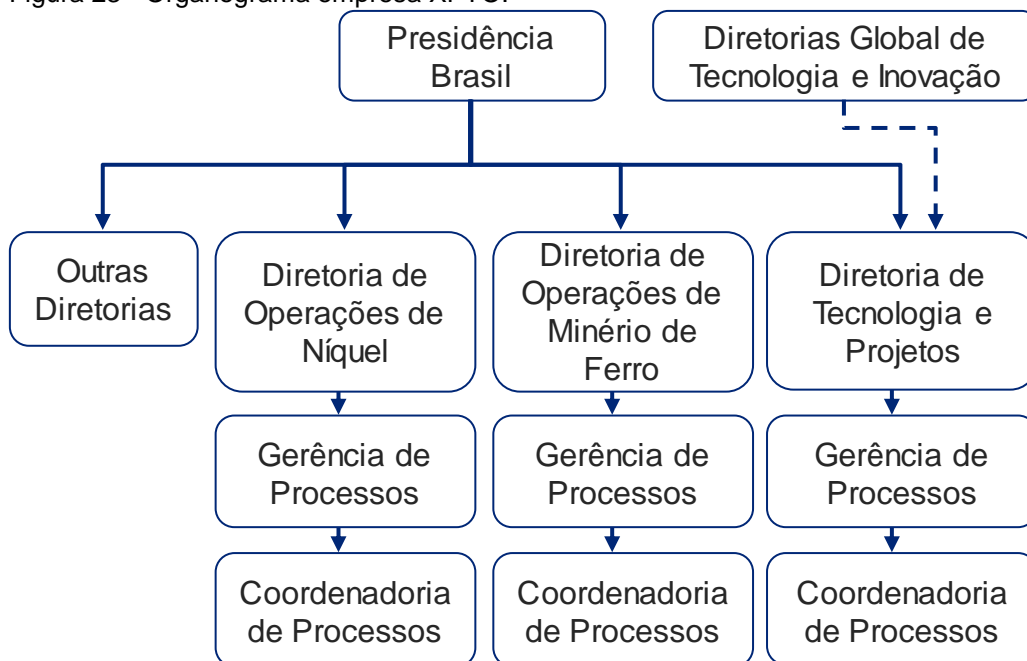 Presidência
Brasil
Diretorias Global de
Tecnologia e Inovação
Outras
Diretorias
Diretoria de
Operações de
Níquel
Diretoria de
Operações de
Minério de
Ferro
Diretoria de
Tecnologia e
Projetos
Gerência de
Processos
Gerência de
Processos
Gerência de
Processos
Coordenadoria
de Processos
Coordenadoria
de Processos
Coordenadoria
de Processos